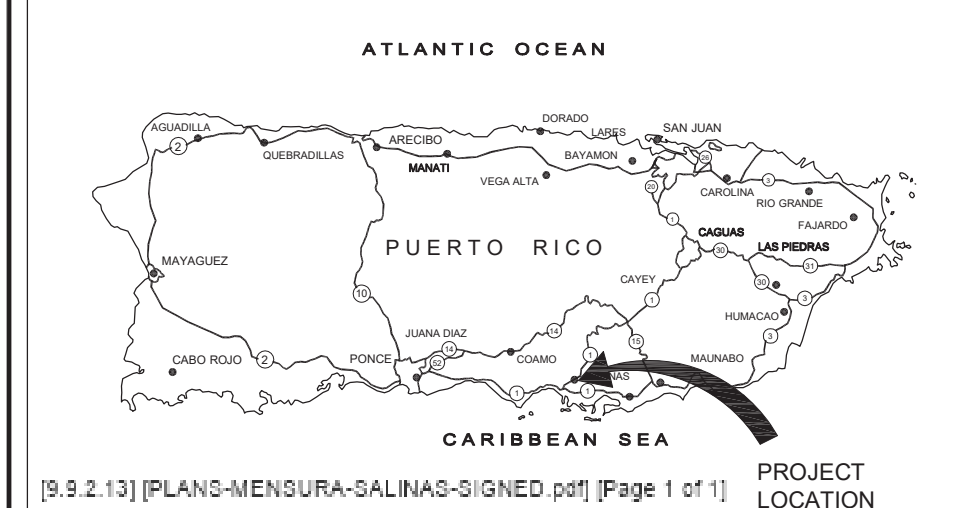 ATLANTIC OCEAN
DORADO
LARES
SAN JUAN
AGUADILLA
2
QUEBRADILLAS
ARECIBO
MANATI
BAYAMON
26
VEGA ALTA
20
CAROLINA
3
RIO GRANDE
1
FAJARDO
PUERTO RICO
CAGUAS
30
LAS PIEDRAS
31
MAYAGUEZ
CAYEY
30
10
1
3
HUMACAO
JUANA DIAZ
14
15
3
14
52
COAMO
1
MAUNABO
CABO ROJO
2
PONCE
NAS
1
1
CARIBBEAN SEA
PROJECT
LOCATION
[9.9.2.13] [PLANS-MENSURA-SALINAS-SIGNED.pdf] [Page 1 of 1]